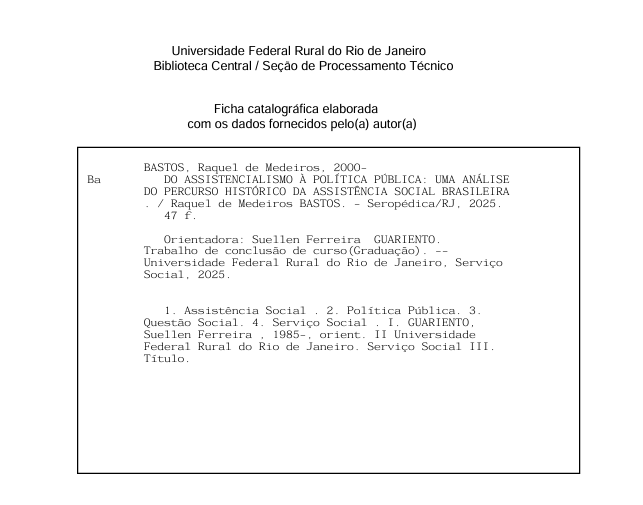 Universidade Federal Rural do Rio de Janeiro
Biblioteca Central / Seção de Processamento Técnico
Ficha catalográfica elaborada
com os dados fornecidos pelo(a) autor(a)
BASTOS, Raquel de Medeiros, 2000-
Ba DO ASSISTENCIALISMO À POLÍTICA PÚBLICA: UMA ANÁLISE
DO PERCURSO HISTÓRICO DA ASSISTÊNCIA SOCIAL BRASILEIRA
. / Raquel de Medeiros BASTOS. - Seropédica/RJ, 2025.
47 f.
Orientadora: Suellen Ferreira  GUARIENTO.
Trabalho de conclusão de curso(Graduação). --
Universidade Federal Rural do Rio de Janeiro, Serviço
Social, 2025.
1. Assistência Social . 2. Política Pública. 3.
Questão Social. 4. Serviço Social . I. GUARIENTO,
Suellen Ferreira , 1985-, orient. II Universidade
Federal Rural do Rio de Janeiro. Serviço Social III.
Título.